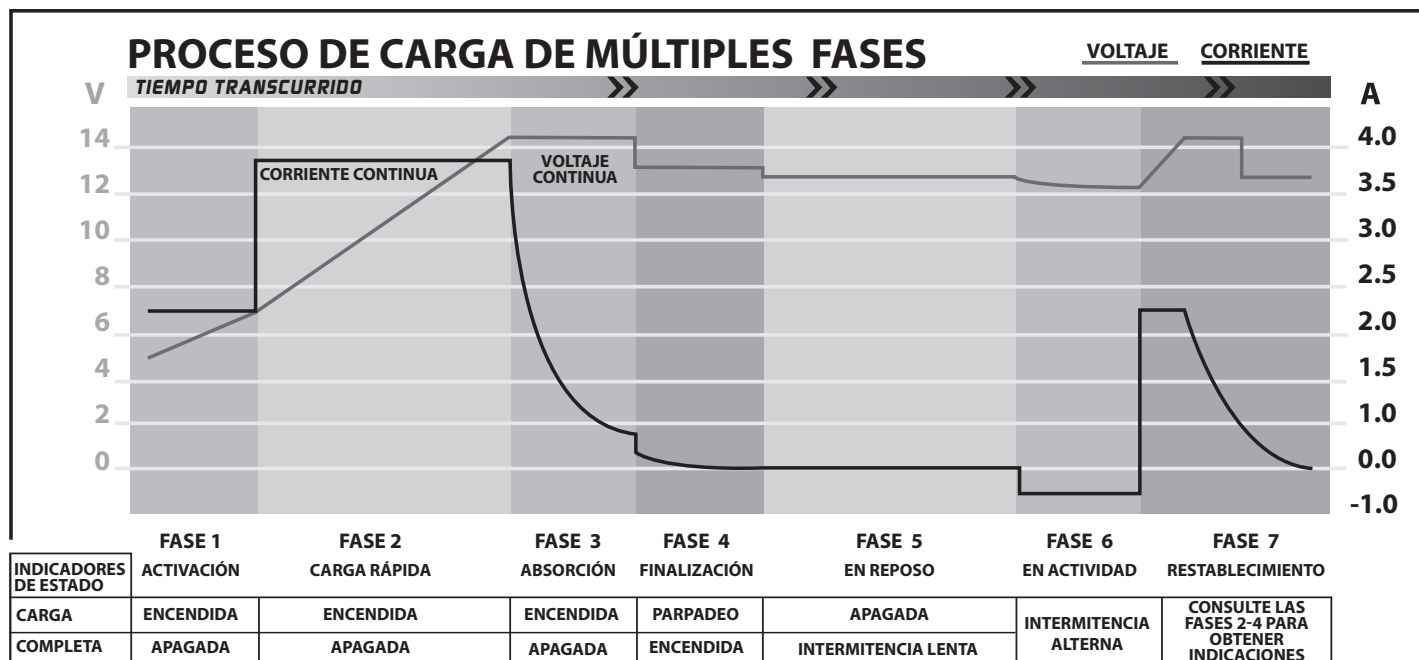 PROCESO DE CARGA DE MÚLTIPLES FASES
VOLTAJE CORRIENTE
TIEMPO TRANSCURRIDO
V
A
14
12
10
8
6
4
2
0
4.0
3.5
3.0
2.5
2.0
1.5
1.0
0.0
-1.0
CORRIENTE CONTINUA
VOLTAJE
CONTINUA
FASE 1 FASE 2 FASE 3 FASE 4 FASE 5 FASE 6 FASE 7
INDICADORES
DE ESTADO
ACTIVACIÓN CARGA RÁPIDA ABSORCIÓN FINALIZACIÓN EN REPOSO EN ACTIVIDAD RESTABLECIMIENTO
CARGA ENCENDIDA ENCENDIDA ENCENDIDA PARPADEO APAGADA
COMPLETA APAGADA APAGADA APAGADA ENCENDIDA INTERMITENCIA LENTA
INTERMITENCIA
ALTERNA
CONSULTE LAS
FASES 2-4 PARA
OBTENER
INDICACIONES